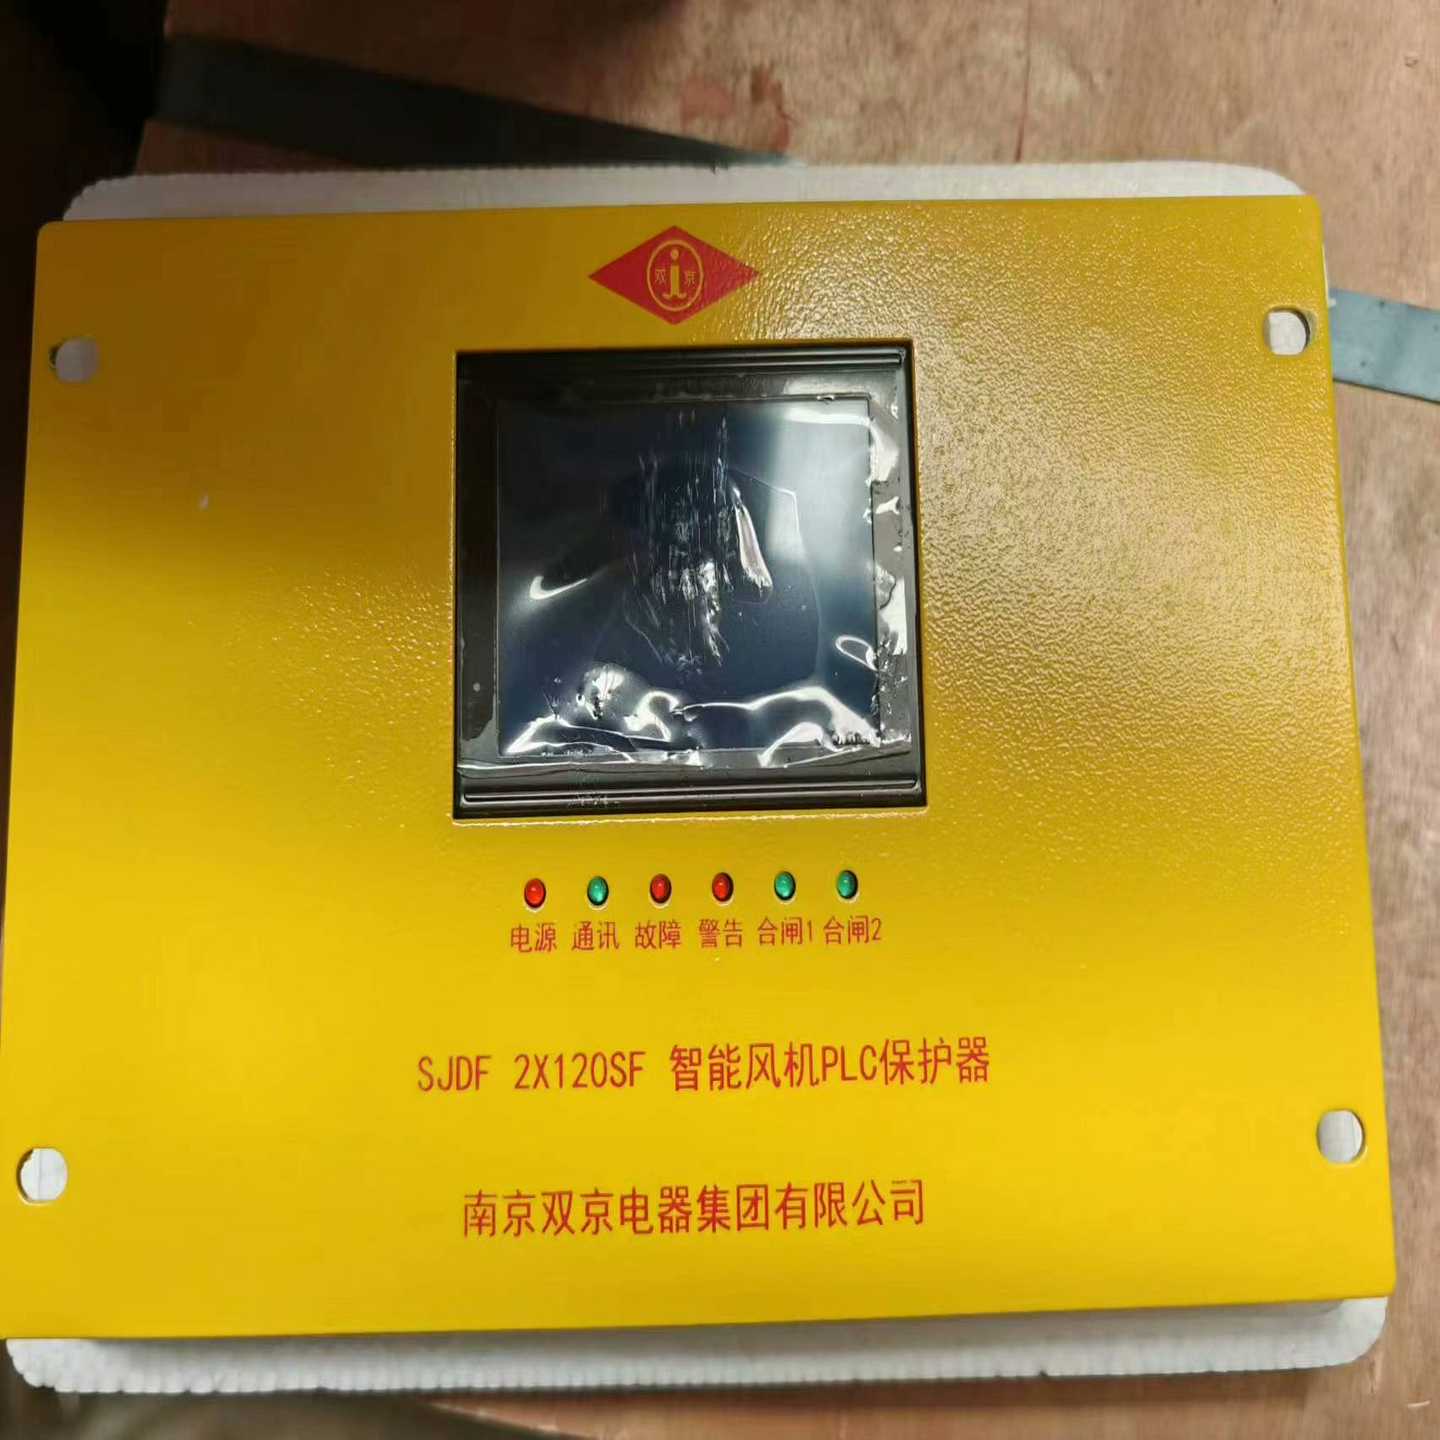 双 京
电源 通讯 故障 警告 合闸1 合闸2
SJDF 2X120SF 智能风机PLC保护器
南京双京电器集团有限公司